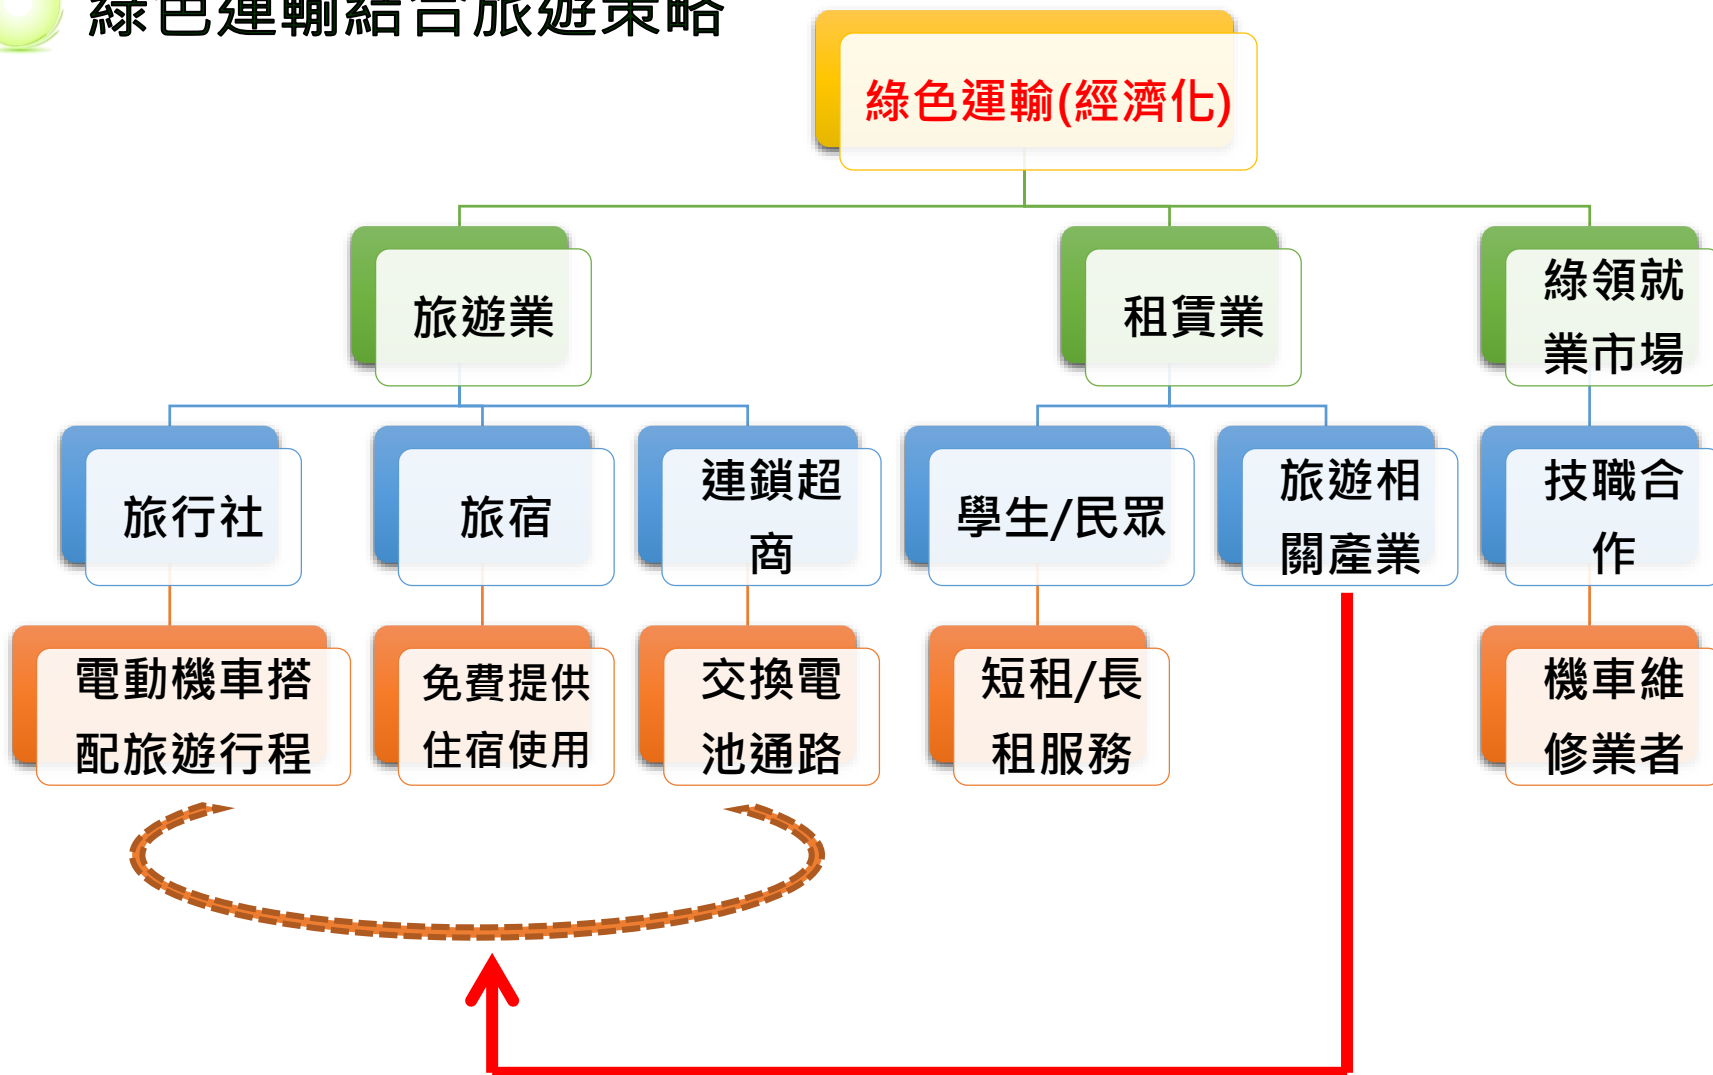 綠色運輸結合旅遊策略
綠色運輸(經濟化)
旅遊業
租賃業
綠領就
業市場
旅行社
旅宿
連鎖超
商
學生/民眾
旅遊相
關產業
技職合
作
電動機車搭
配旅遊行程
免費提供
住宿使用
交換電
池通路
短租/長
租服務
機車維
修業者